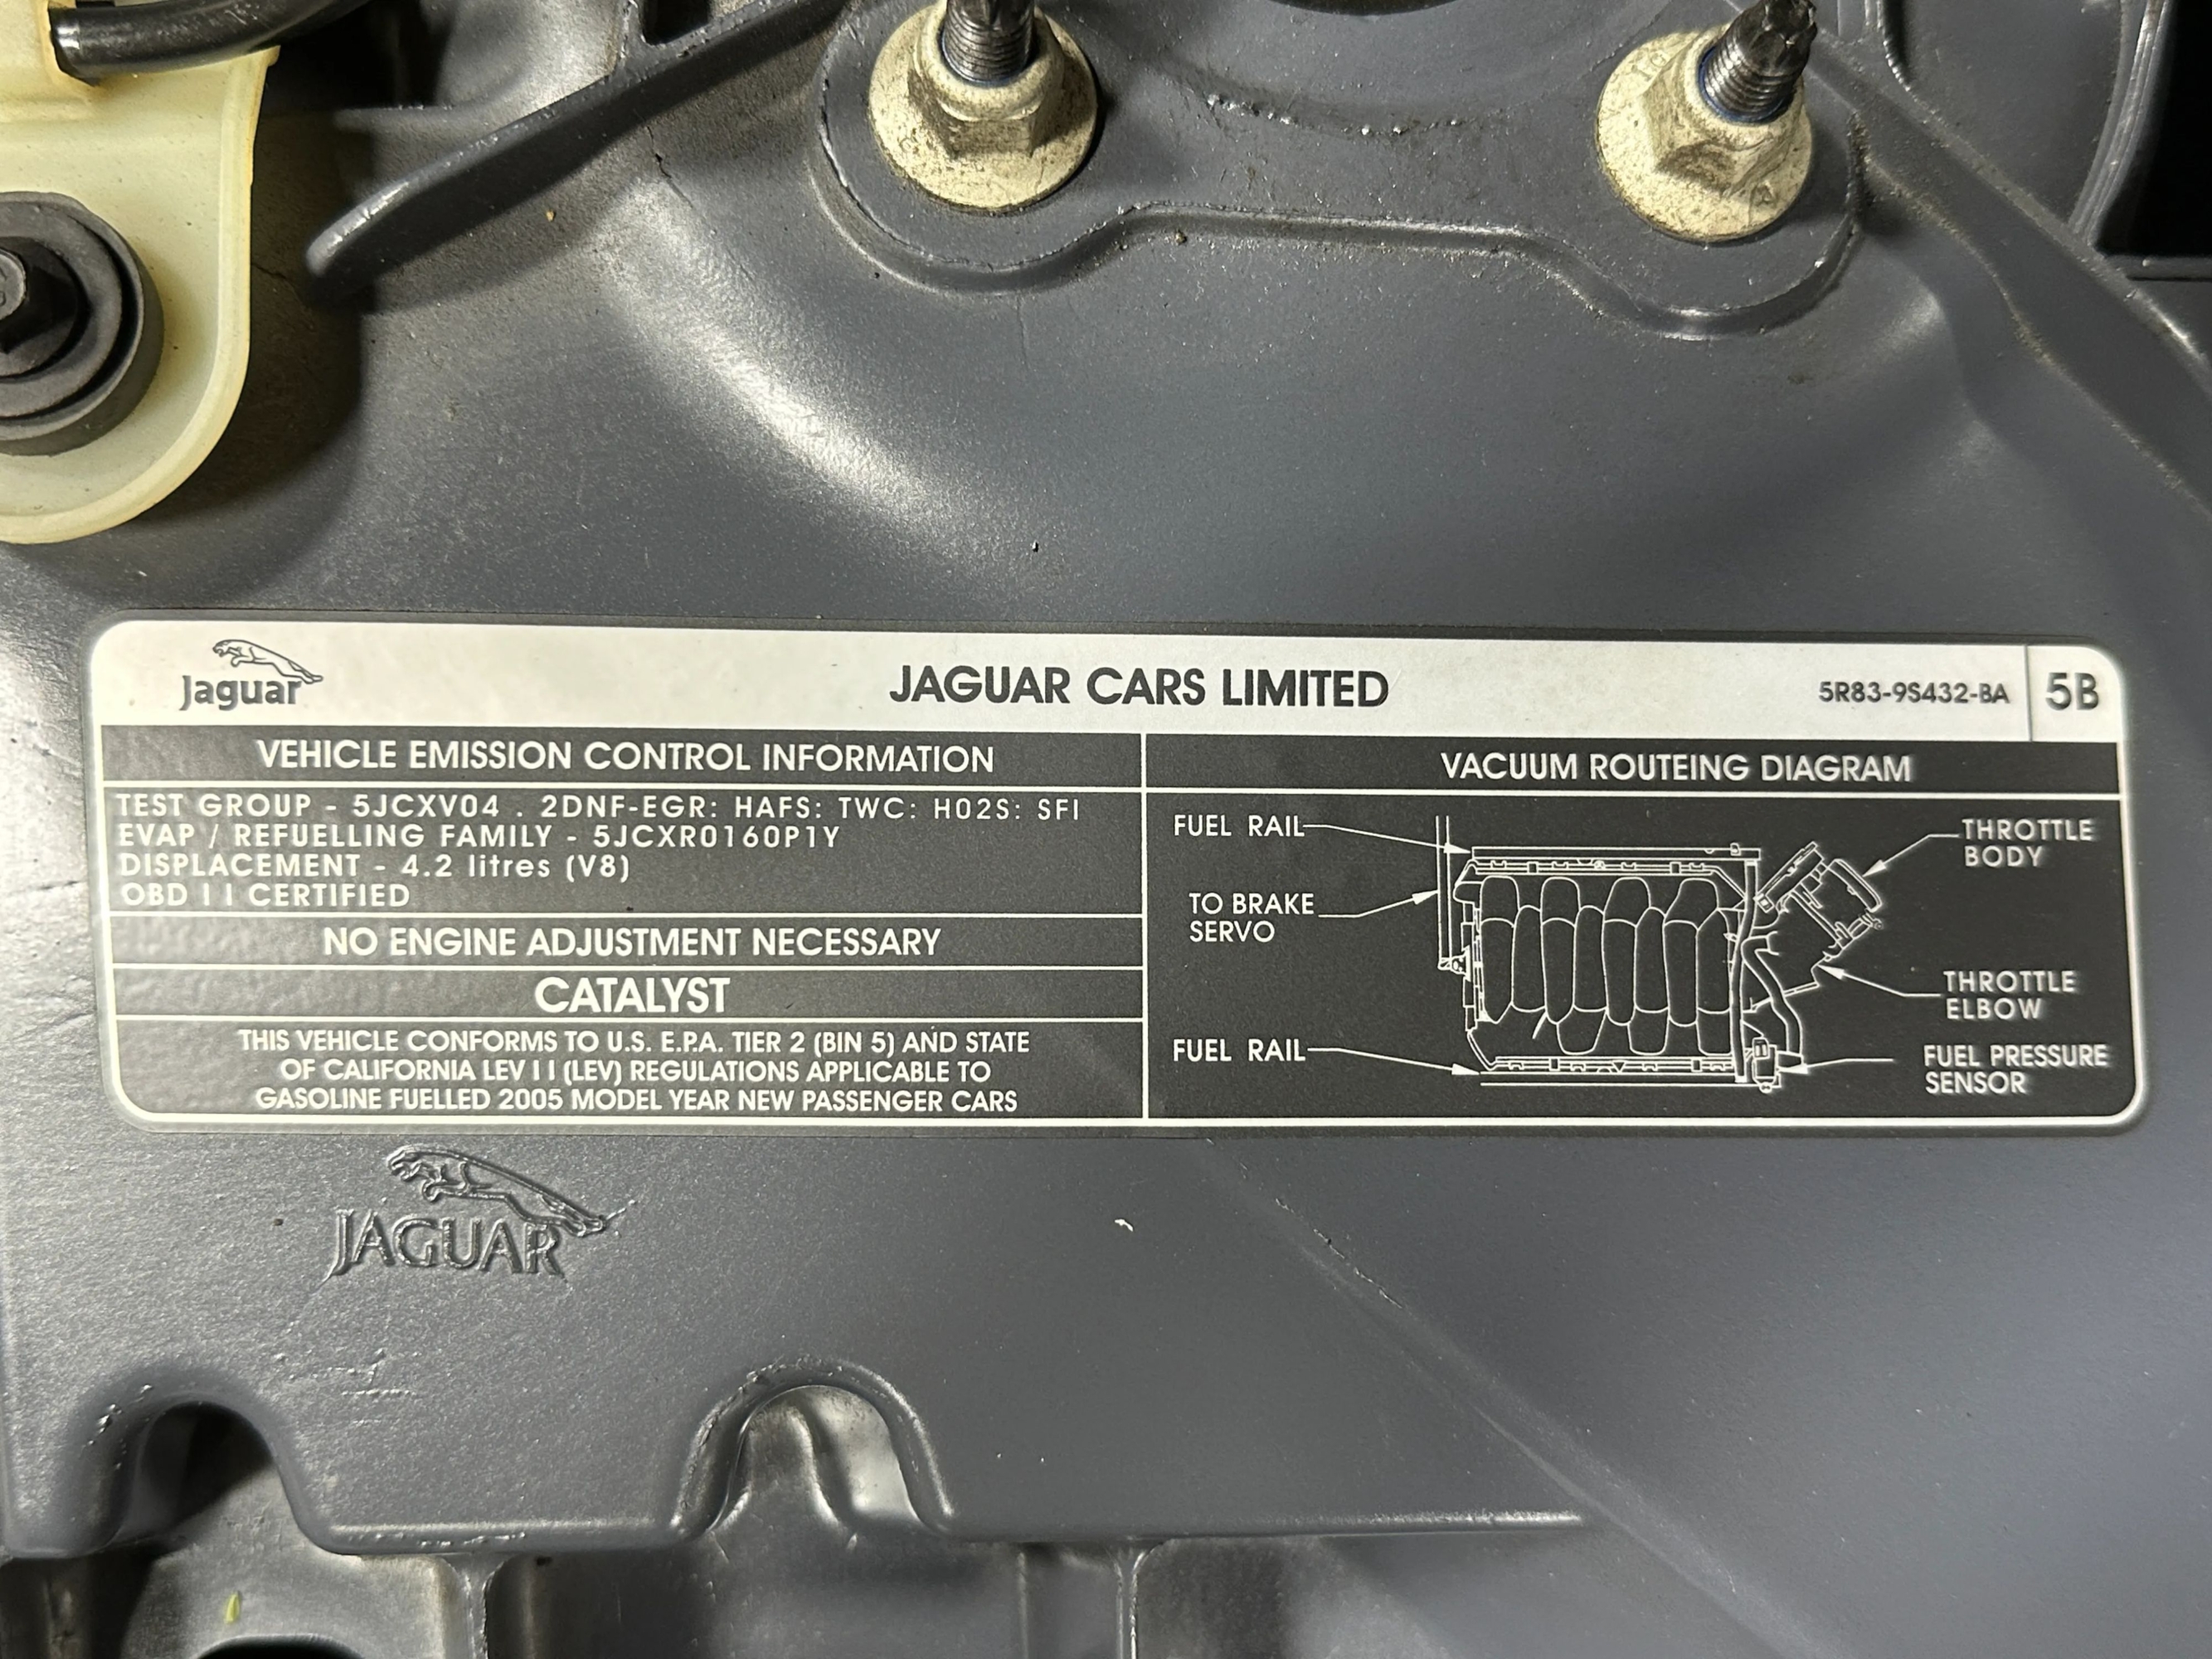 Jaguar
JAGUAR CARS LIMITED
5R83-9S432-BA
5B
VEHICLE EMISSION CONTROL INFORMATION
TEST GROUP - 5JCXV04 . 2DNF-EGR: HAFS: TWC: H02S: SFI
EVAP / REFUELLING FAMILY - 5JCXR0160P1Y
DISPLACEMENT - 4.2 litres (V8)
OBD I I CERTIFIED
NO ENGINE ADJUSTMENT NECESSARY
CATALYST
THIS VEHICLE CONFORMS TO U.S. E.P.A. TIER 2 (BIN 5) AND STATE
OF CALIFORNIA LEV I I (LEV) REGULATIONS APPLICABLE TO
GASOLINE FUELLED 2005 MODEL YEAR NEW PASSENGER CARS
VACUUM ROUTEING DIAGRAM
FUEL RAIL
TO BRAKE
SERVO
FUEL RAIL
THROTTLE
BODY
THROTTLE
ELBOW
FUEL PRESSURE
SENSOR
JAGUAR